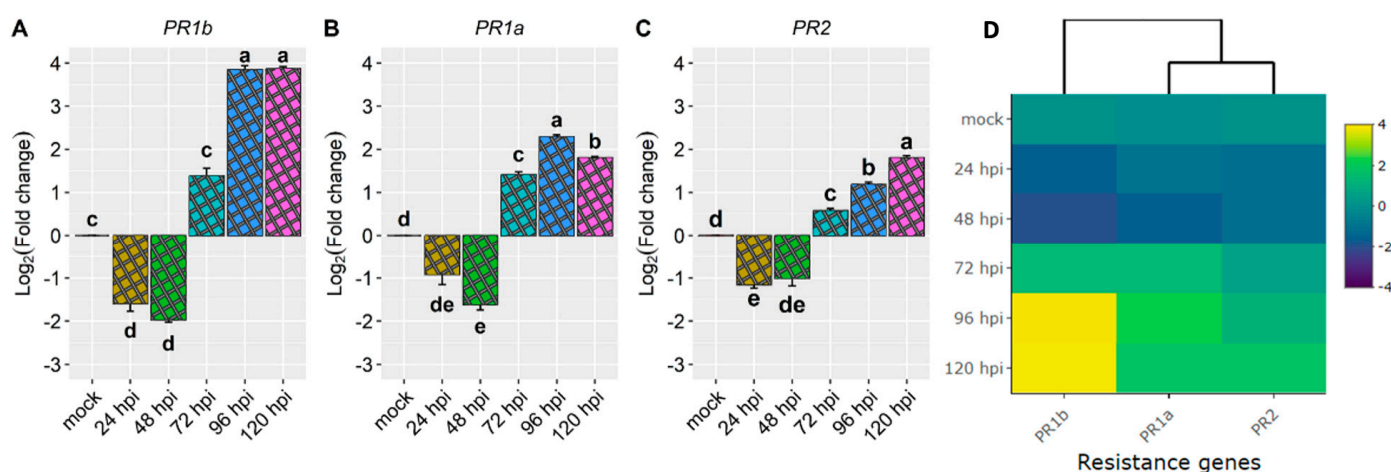 A
PR1b
Log2(Fold change)
4
3
2
1
0
-1
-2
-3
c
d
d
c
a
a
mock
24 hpi
48 hpi
72 hpi
96 hpi
120 hpi
B
PR1a
Log2(Fold change)
4
3
2
1
0
-1
-2
-3
d
de
e
c
a
b
mock
24 hpi
48 hpi
72 hpi
96 hpi
120 hpi
C
PR2
Log2(Fold change)
4
3
2
1
0
-1
-2
-3
d
e
de
c
b
a
mock
24 hpi
48 hpi
72 hpi
96 hpi
120 hpi
D
mock
24 hpi
48 hpi
72 hpi
96 hpi
120 hpi
PR1b
PR1a
PR2
Resistance genes
4
2
0
-2
-4